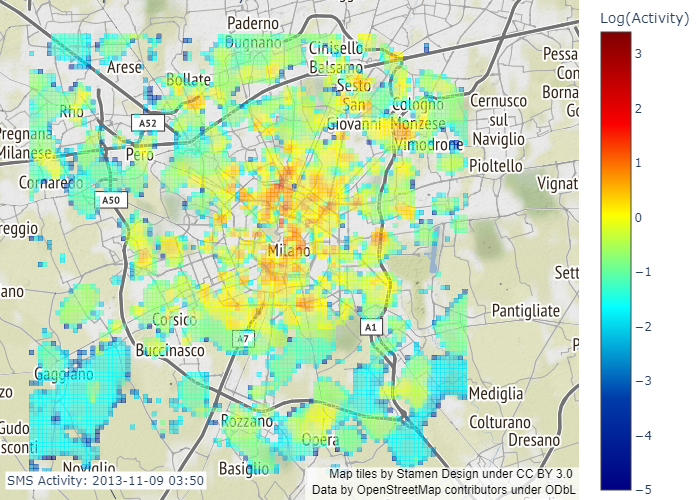 Log(Activity)
Paderno
Dugnano
Cinisello
Balsamo
Arese
Bollate
Sesto
San
Giovanni
Cologno
Monzese
Cernusco
sul
Naviglio
Rho
A52
Pero
Vimodrone
Pioltello
Pregnana
Milanese
Cornaredo
A50
Vignat
reggio
Milano
Sett
ano
Pantigliate
Corsico
A7
A1
Buccinasco
Gaggiano
Mediglia
Colturano
Dresano
Rozzano
Opera
Gudo
sconti
Noviglio
Basiglio
Pessa
Con
Borna
Go
zo
P
3
2
1
0
−1
−2
−3
−4
−5
SMS Activity: 2013-11-09 03:50
Map tiles by Stamen Design under CC BY 3.0
Data by OpenStreetMap contributors under ODbL